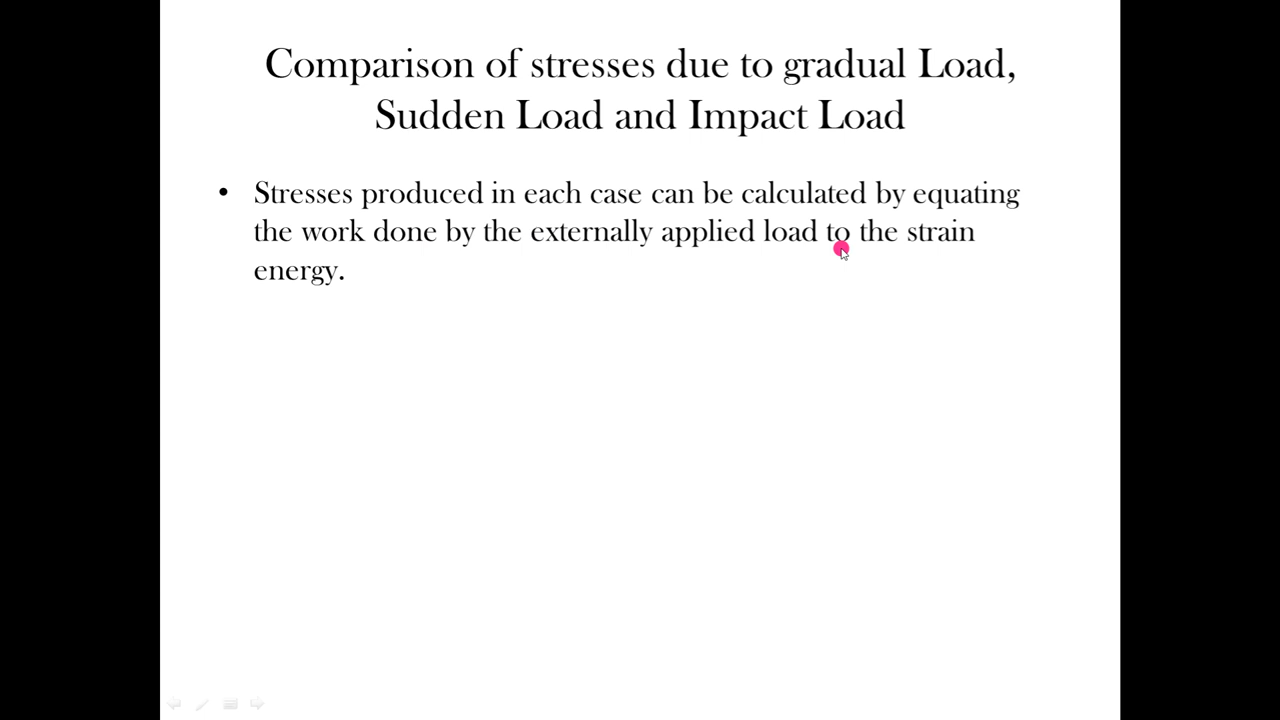 Comparison of stresses due to gradual Load,
Sudden Load and Impact Load
• Stresses produced in each case can be calculated by equating
the work done by the externally applied load to the strain
energy.